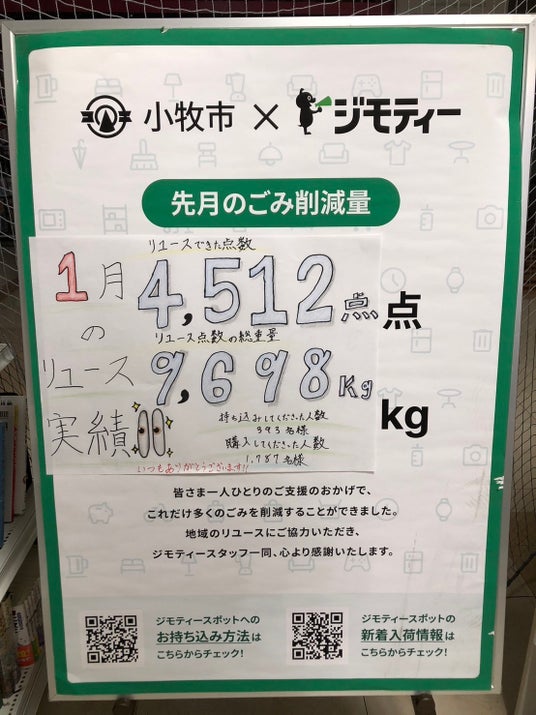 小牧市 × ジモティー
先月のごみ削減量
リユースできた点数
1月のリユース実績!!
4,512点
点
リユース点数の総重量
9,698Kg
kg
持ち込みしてくださった人数
393名様
購入してくださった人数
1,787名様
いつもありがとうございます!!
皆さま一人ひとりのご支援のおかげで、
これだけ多くのごみを削減することができました。
地域のリユースにご協力いただき、
ジモティースタッフ一同、心より感謝いたします。
ジモティースポットへの
お持ち込み方法は
こちらからチェック!
ジモティースポットの
新着入荷情報は
こちらからチェック!